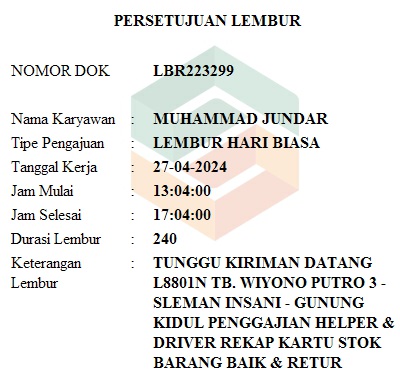 PERSETUJUAN LEMBUR
NOMOR DOK LBR223299
Nama Karyawan : MUHAMMAD JUNDAR
Tipe Pengajuan : LEMBUR HARI BIASA
Tanggal Kerja : 27-04-2024
Jam Mulai : 13:04:00
Jam Selesai : 17:04:00
Durasi Lembur : 240
Keterangan : TUNGGU KIRIMAN DATANG
Lembur L8801N TB. WIYONO PUTRO 3 -
SLEMAN INSANI - GUNUNG
KIDUL PENGGAJIAN HELPER &
DRIVER REKAP KARTU STOK
BARANG BAIK & RETUR